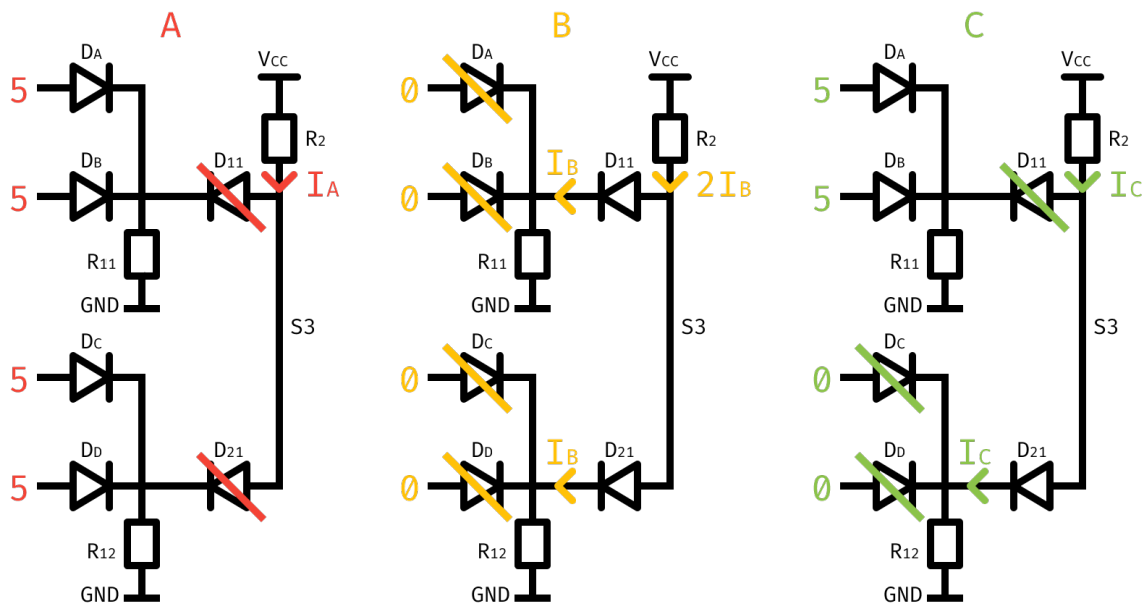 A
B
C
DA
VCC
5
R2
DB
D11
IA
5
R11
GND
S3
DC
5
DD
D21
5
R12
GND
DA
VCC
0
R2
DB
IB
D11
2IB
0
R11
GND
S3
DC
0
DD
IB
D21
0
R12
GND
DA
VCC
5
R2
DB
D11
IC
5
R11
GND
S3
DC
0
DD
IC
D21
0
R12
GND